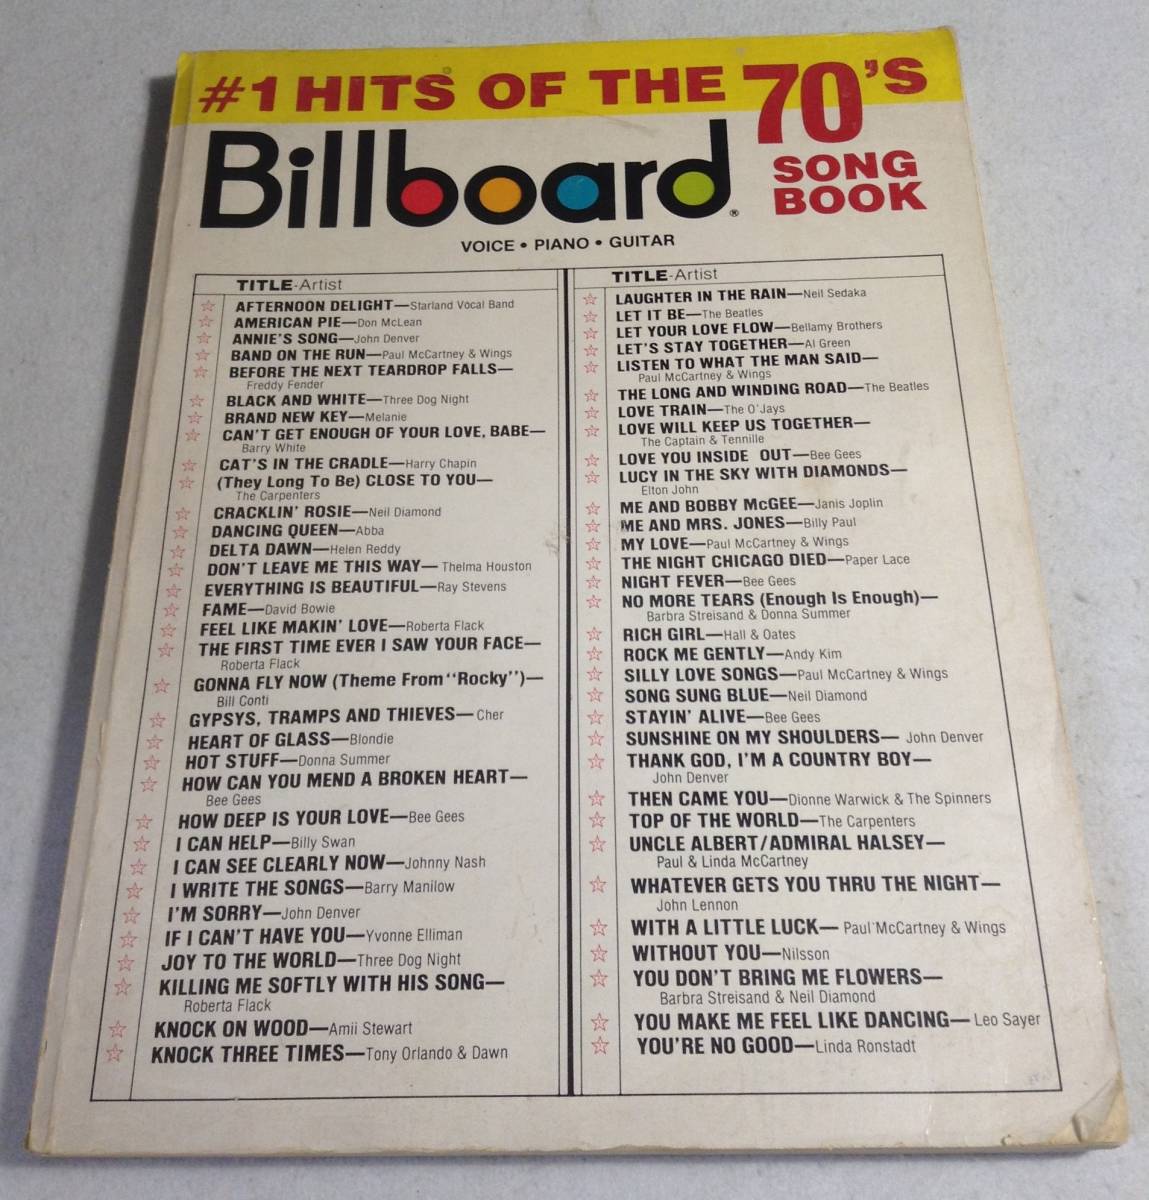 #1 HITS OF THE 70'S
Billboard®
SONG
BOOK
VOICE • PIANO • GUITAR
TITLE-Artist
☆ AFTERNOON DELIGHT—Starland Vocal Band
☆ AMERICAN PIE—Don McLean
☆ ANNIE'S SONG—John Denver
☆ BAND ON THE RUN—Paul McCartney & Wings
☆ BEFORE THE NEXT TEARDROP FALLS—
Freddy Fender
☆ BLACK AND WHITE—Three Dog Night
☆ BRAND NEW KEY—Melanie
☆ CAN'T GET ENOUGH OF YOUR LOVE, BABE—
Barry White
☆ CAT'S IN THE CRADLE—Harry Chapin
☆ (They Long To Be) CLOSE TO YOU—
The Carpenters
☆ CRACKLIN' ROSIE—Neil Diamond
☆ DANCING QUEEN—Abba
☆ DELTA DAWN—Helen Reddy
☆ DON'T LEAVE ME THIS WAY— Thelma Houston
☆ EVERYTHING IS BEAUTIFUL—Ray Stevens
☆ FAME—David Bowie
☆ FEEL LIKE MAKIN' LOVE—Roberta Flack
☆ THE FIRST TIME EVER I SAW YOUR FACE—
Roberta Flack
☆ GONNA FLY NOW (Theme From "Rocky")—
Bill Conti
☆ GYPSYS, TRAMPS AND THIEVES— Cher
☆ HEART OF GLASS—Blondie
☆ HOT STUFF—Donna Summer
☆ HOW CAN YOU MEND A BROKEN HEART—
Bee Gees
☆ HOW DEEP IS YOUR LOVE—Bee Gees
☆ I CAN HELP—Billy Swan
☆ I CAN SEE CLEARLY NOW—Johnny Nash
☆ I WRITE THE SONGS—Barry Manilow
☆ I'M SORRY—John Denver
☆ IF I CAN'T HAVE YOU—Yvonne Elliman
☆ JOY TO THE WORLD—Three Dog Night
☆ KILLING ME SOFTLY WITH HIS SONG—
Roberta Flack
☆ KNOCK ON WOOD—Amii Stewart
☆ KNOCK THREE TIMES—Tony Orlando & Dawn
TITLE-Artist
☆ LAUGHTER IN THE RAIN—Neil Sedaka
☆ LET IT BE—The Beatles
☆ LET YOUR LOVE FLOW—Bellamy Brothers
☆ LET'S STAY TOGETHER—Al Green
☆ LISTEN TO WHAT THE MAN SAID—
Paul McCartney & Wings
☆ THE LONG AND WINDING ROAD—The Beatles
☆ LOVE TRAIN—The O'Jays
☆ LOVE WILL KEEP US TOGETHER—
The Captain & Tennille
☆ LOVE YOU INSIDE OUT—Bee Gees
☆ LUCY IN THE SKY WITH DIAMONDS—
Elton John
☆ ME AND BOBBY McGEE—Janis Joplin
☆ ME AND MRS. JONES—Billy Paul
☆ MY LOVE—Paul McCartney & Wings
☆ THE NIGHT CHICAGO DIED—Paper Lace
☆ NIGHT FEVER—Bee Gees
☆ NO MORE TEARS (Enough Is Enough)—
Barbra Streisand & Donna Summer
☆ RICH GIRL—Hall & Oates
☆ ROCK ME GENTLY—Andy Kim
☆ SILLY LOVE SONGS—Paul McCartney & Wings
☆ SONG SUNG BLUE—Neil Diamond
☆ STAYIN' ALIVE—Bee Gees
☆ SUNSHINE ON MY SHOULDERS— John Denver
☆ THANK GOD, I'M A COUNTRY BOY—
John Denver
☆ THEN CAME YOU—Dionne Warwick & The Spinners
☆ TOP OF THE WORLD—The Carpenters
☆ UNCLE ALBERT/ADMIRAL HALSEY—
Paul & Linda McCartney
☆ WHATEVER GETS YOU THRU THE NIGHT—
John Lennon
☆ WITH A LITTLE LUCK— Paul McCartney & Wings
☆ WITHOUT YOU—Nilsson
☆ YOU DON'T BRING ME FLOWERS—
Barbra Streisand & Neil Diamond
☆ YOU MAKE ME FEEL LIKE DANCING— Leo Sayer
☆ YOU'RE NO GOOD—Linda Ronstadt